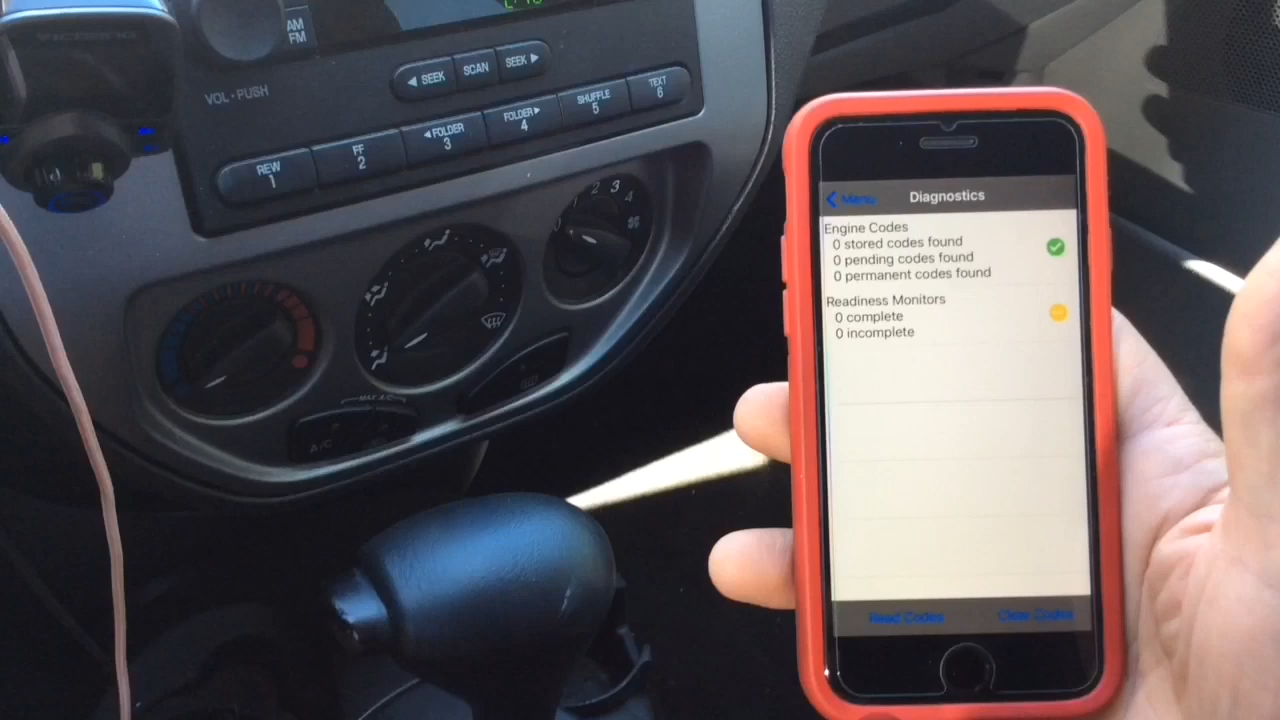 AM
FM
VOL·PUSH
◀ SEEK
SCAN
SEEK ▶
REW
1
FF
2
◀FOLDER
3
FOLDER▶
4
SHUFFLE
5
TEXT
6
0
1
2
3
4
MAX A/C
A/C
Menu
Diagnostics
Engine Codes
0 stored codes found
0 pending codes found
0 permanent codes found
Readiness Monitors
0 complete
0 incomplete
Read Codes
Clear Codes